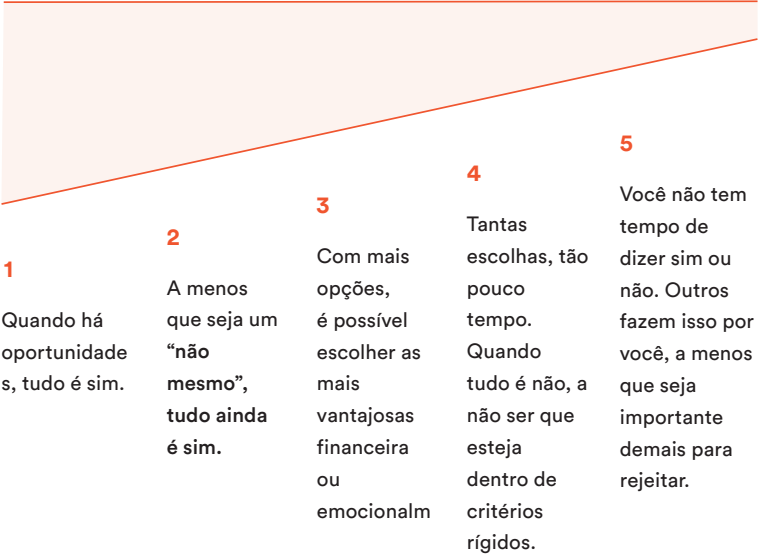 1
Quando há
oportunidade
s, tudo é sim.
2
A menos
que seja um
“não
mesmo”,
tudo ainda
é sim.
3
Com mais
opções,
é possível
escolher as
mais
vantajosas
financeira
ou
emocionalm
4
Tantas
escolhas, tão
pouco
tempo.
Quando
tudo é não, a
não ser que
esteja
dentro de
critérios
rígidos.
5
Você não tem
tempo de
dizer sim ou
não. Outros
fazem isso por
você, a menos
que seja
importante
demais para
rejeitar.